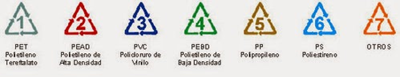 1 2 3 4 5 6 7
PET PEAD PVC PEBD PP PS OTROS
Polietileno Polietileno de Policloruro de Polietileno de Polipropileno Poliestireno
Tereftalato Alta Densidad Vinilo Baja Densidad